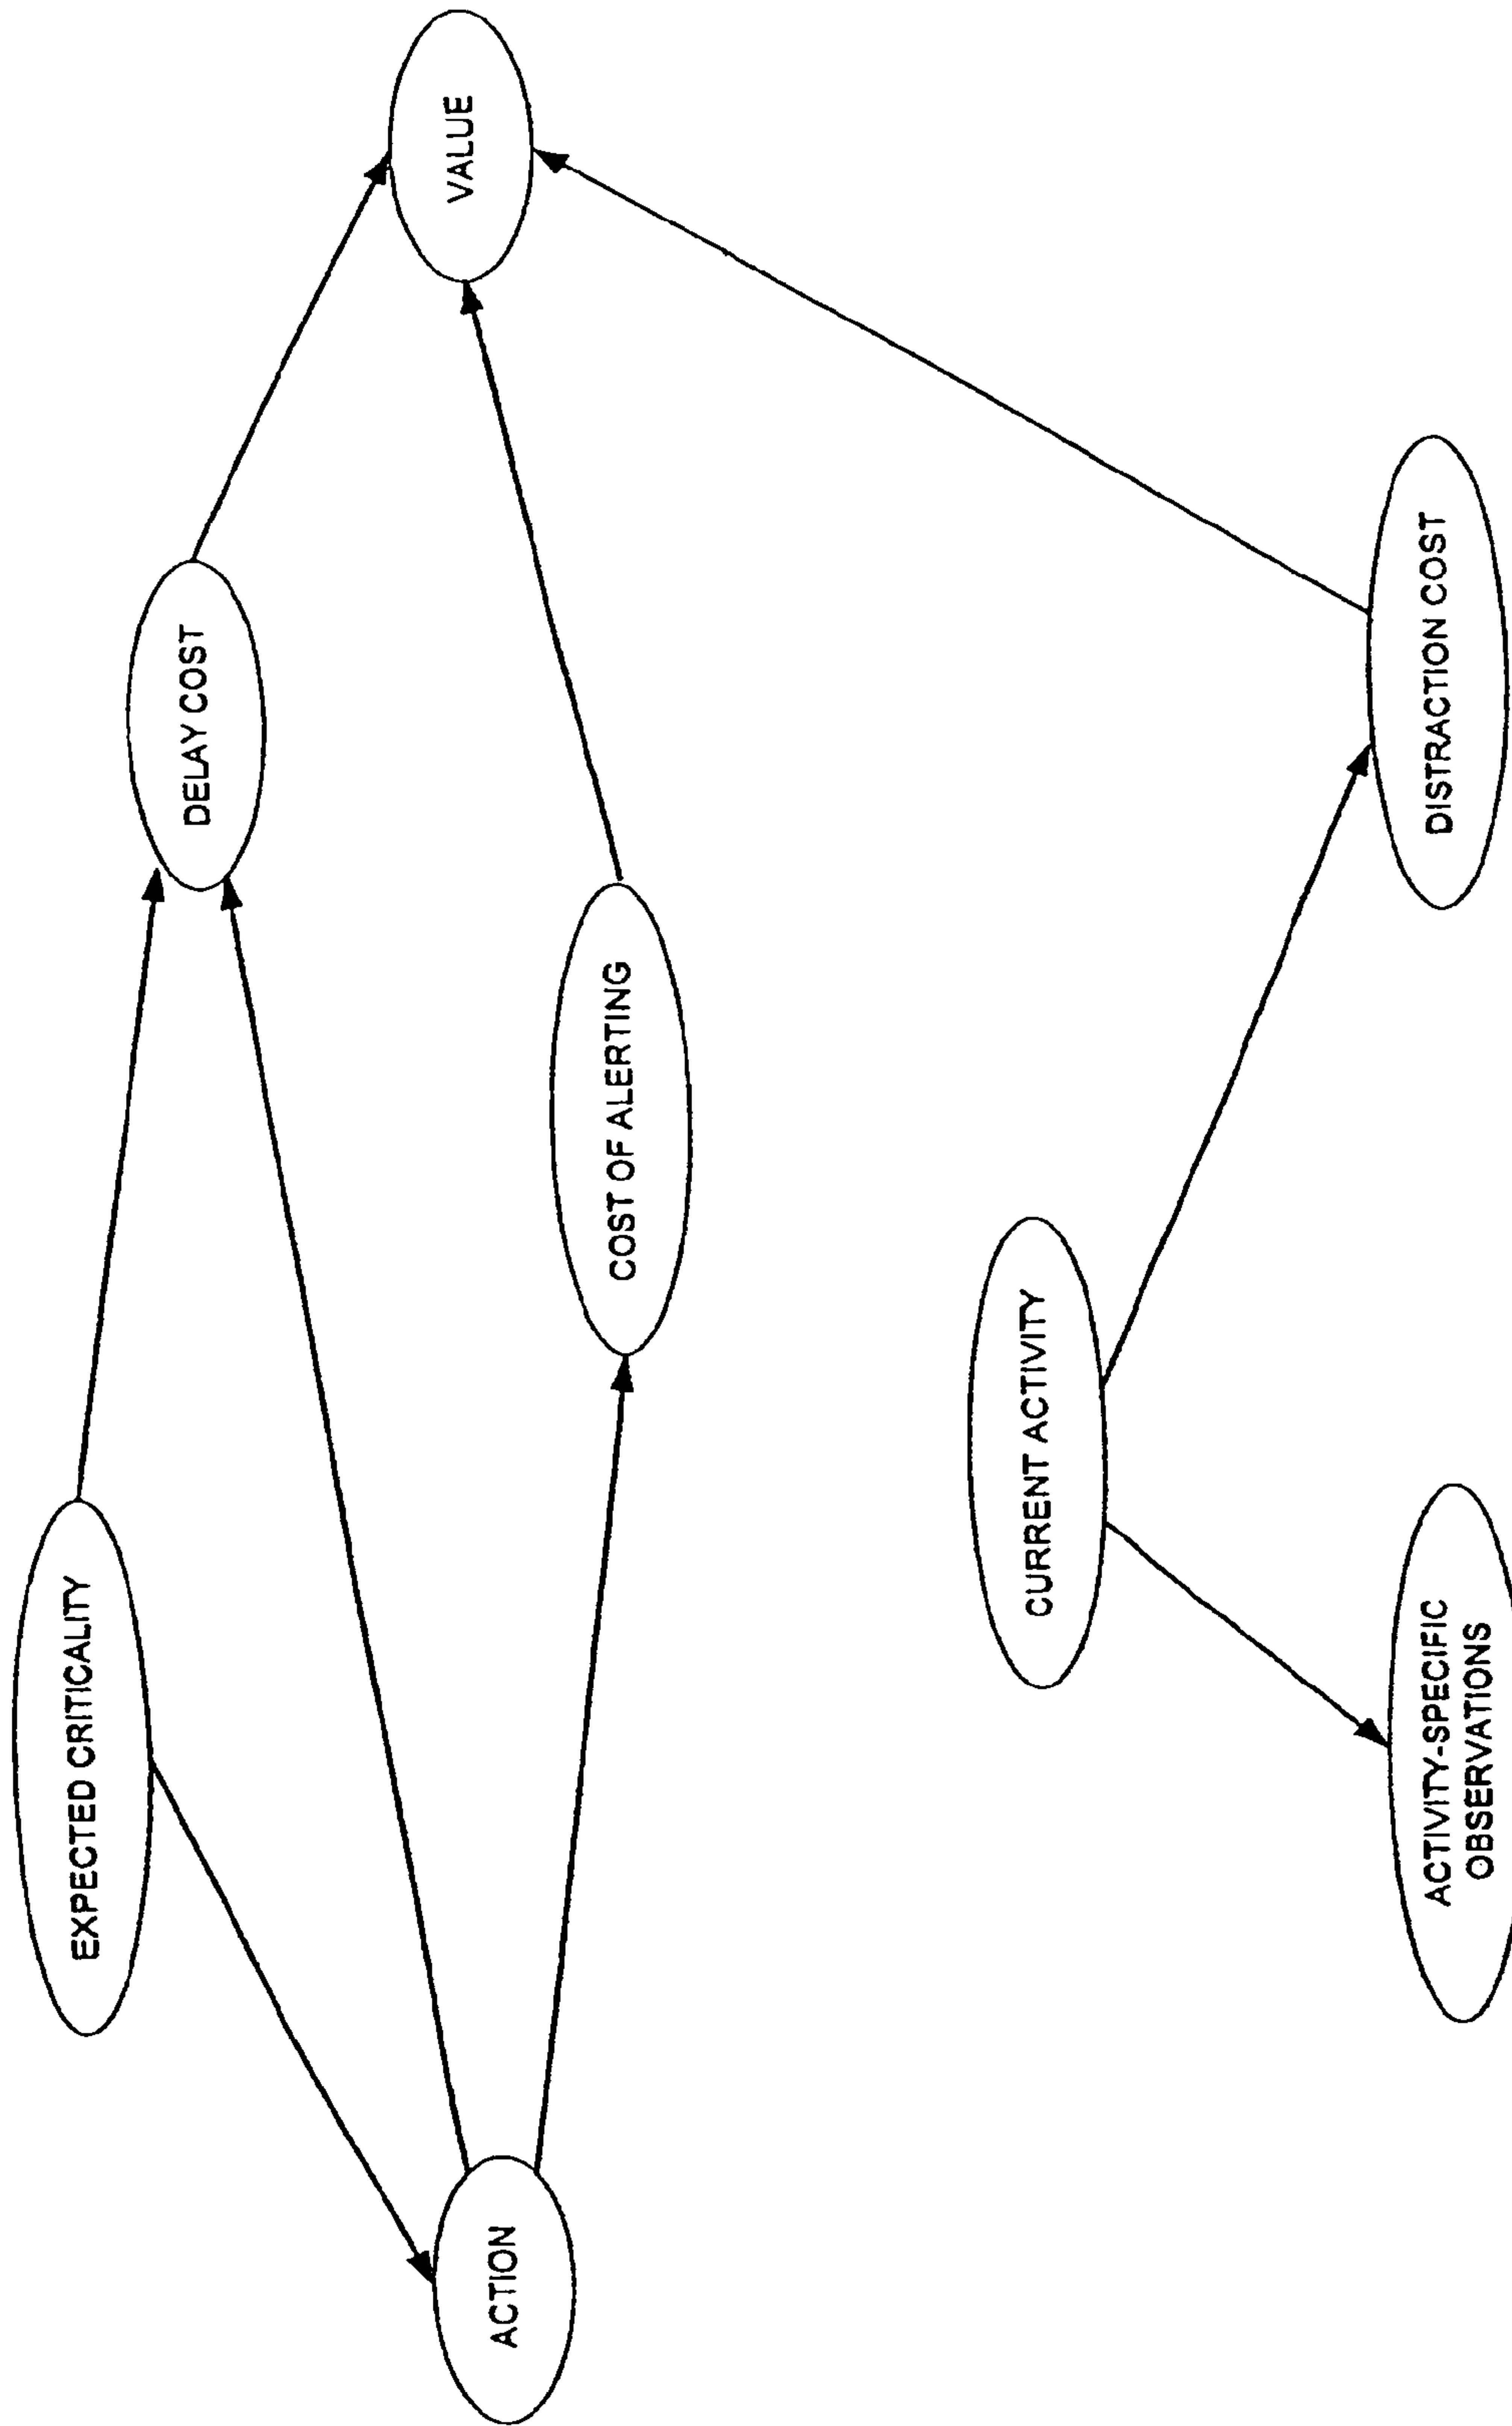 EXPECTED CRITICALITY
DELAY COST
VALUE
ACTION
COST OF ALERTING
CURRENT ACTIVITY
DISTRACTION COST
ACTIVITY-SPECIFIC
OBSERVATIONS